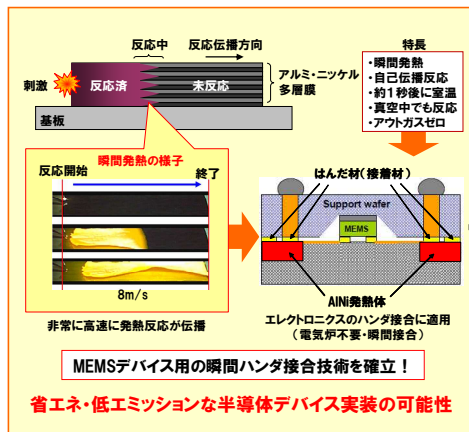 反応中
反応伝播方向
特長
刺激
反応済
未反応
アルミ・ニッケル
多層膜
基板
・瞬間発熱
・自己伝播反応
・約1秒後に室温
・真空中でも反応
・アウトガスゼロ
瞬間発熱の様子
反応開始
終了
8m/s
非常に高速に発熱反応が伝播
はんだ材(接着材)
Support wafer
MEMS
AlNi発熱体
エレクトロニクスのハンダ接合に適用
(電気炉不要・瞬間接合)
MEMSデバイス用の瞬間ハンダ接合技術を確立！
省エネ・低エミッションな半導体デバイス実装の可能性